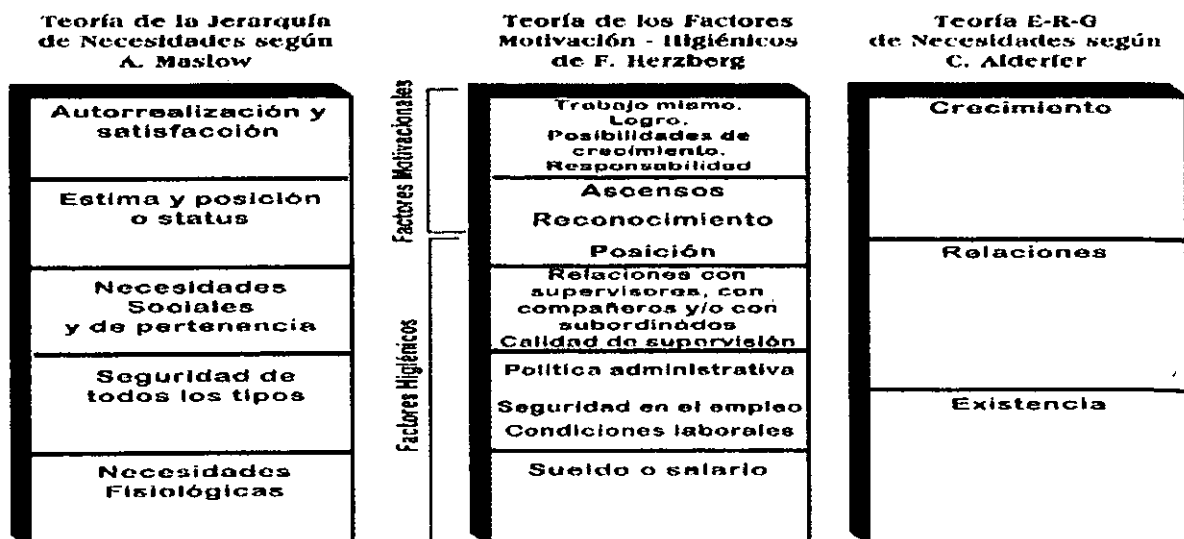 Teoría de la Jerarquía
de Necesidades según
A. Maslow
Autorrealización y
satisfacción
Estima y posición
o status
Necesidades
Sociales
y de pertenencia
Seguridad de
todos los tipos
Necesidades
Fisiológicas
Teoría de los Factores
Motivación - Higiénicos
de F. Herzberg
Factores Motivacionales
Trabajo mismo.
Logro.
Posibilidades de
crecimiento.
Responsabilidad
Ascensos
Reconocimiento
Posición
Factores Higiénicos
Relaciones con
supervisores, con
compañeros y/o con
subordinados
Calidad de supervisión
Política administrativa
Seguridad en el empleo
Condiciones laborales
Sueldo o salario
Teoría E-R-G
de Necesidades según
C. Alderfer
Crecimiento
Relaciones
Existencia